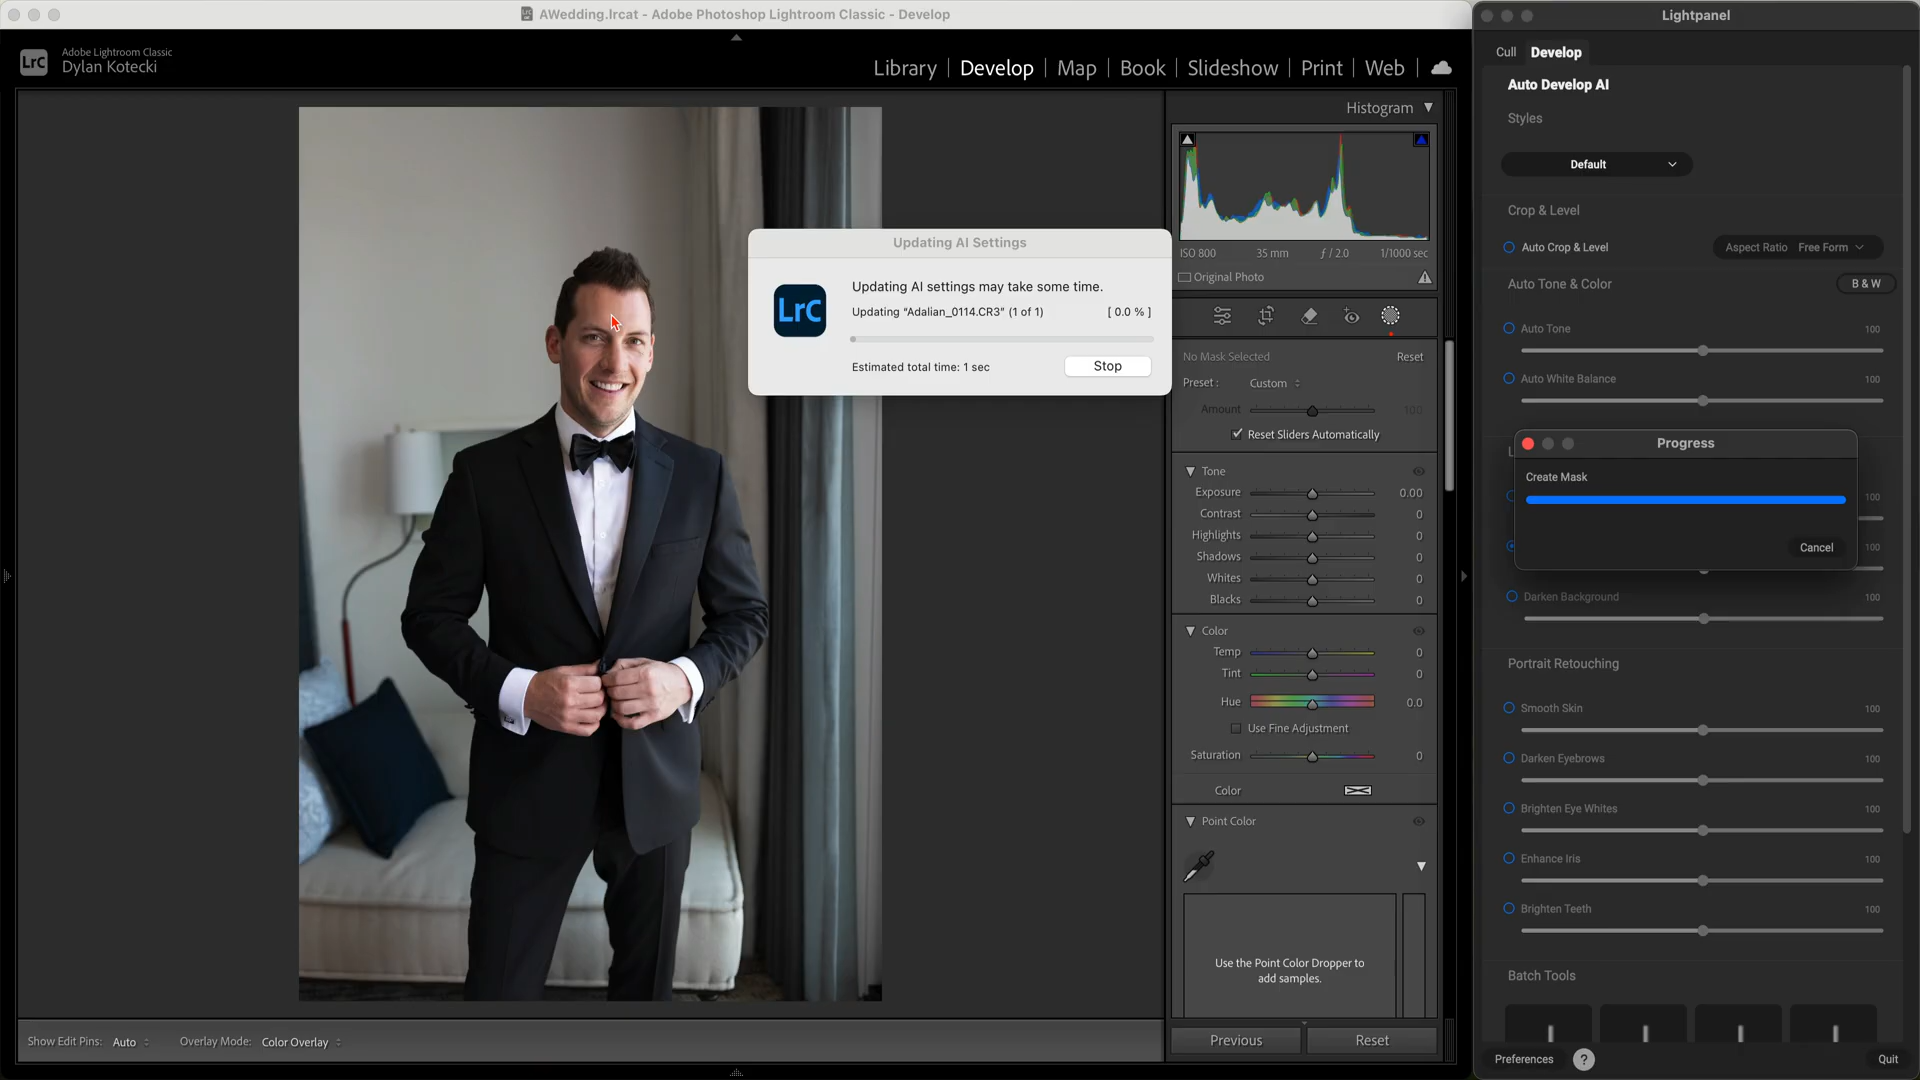 AWedding.lrcat - Adobe Photoshop Lightroom Classic - Develop
LrC
Adobe Lightroom Classic
Dylan Kotecki
Library | Develop | Map | Book | Slideshow | Print | Web
Histogram
ISO 800 35 mm ƒ / 2.0 1/1000 sec
Original Photo
No Mask Selected Reset
Preset : Custom
Amount 100
Reset Sliders Automatically
Tone
Exposure 0.00
Contrast 0
Highlights 0
Shadows 0
Whites 0
Blacks 0
Color
Temp 0
Tint 0
Hue 0.0
Use Fine Adjustment
Saturation 0
Color
Point Color
Use the Point Color Dropper to
add samples.
Previous Reset
Updating AI Settings
LrC
Updating AI settings may take some time.
Updating “Adalian_0114.CR3” (1 of 1) [ 0.0 % ]
Estimated total time: 1 sec
Stop
Show Edit Pins: Auto Overlay Mode: Color Overlay
Lightpanel
Cull Develop
Auto Develop AI
Styles
Default
Crop & Level
Auto Crop & Level Aspect Ratio Free Form
Auto Tone & Color B & W
Auto Tone 100
Auto White Balance 100
Progress
Create Mask
100
Cancel
100
Darken Background 100
Portrait Retouching
Smooth Skin 100
Darken Eyebrows 100
Brighten Eye Whites 100
Enhance Iris 100
Brighten Teeth 100
Batch Tools
Preferences ? Quit